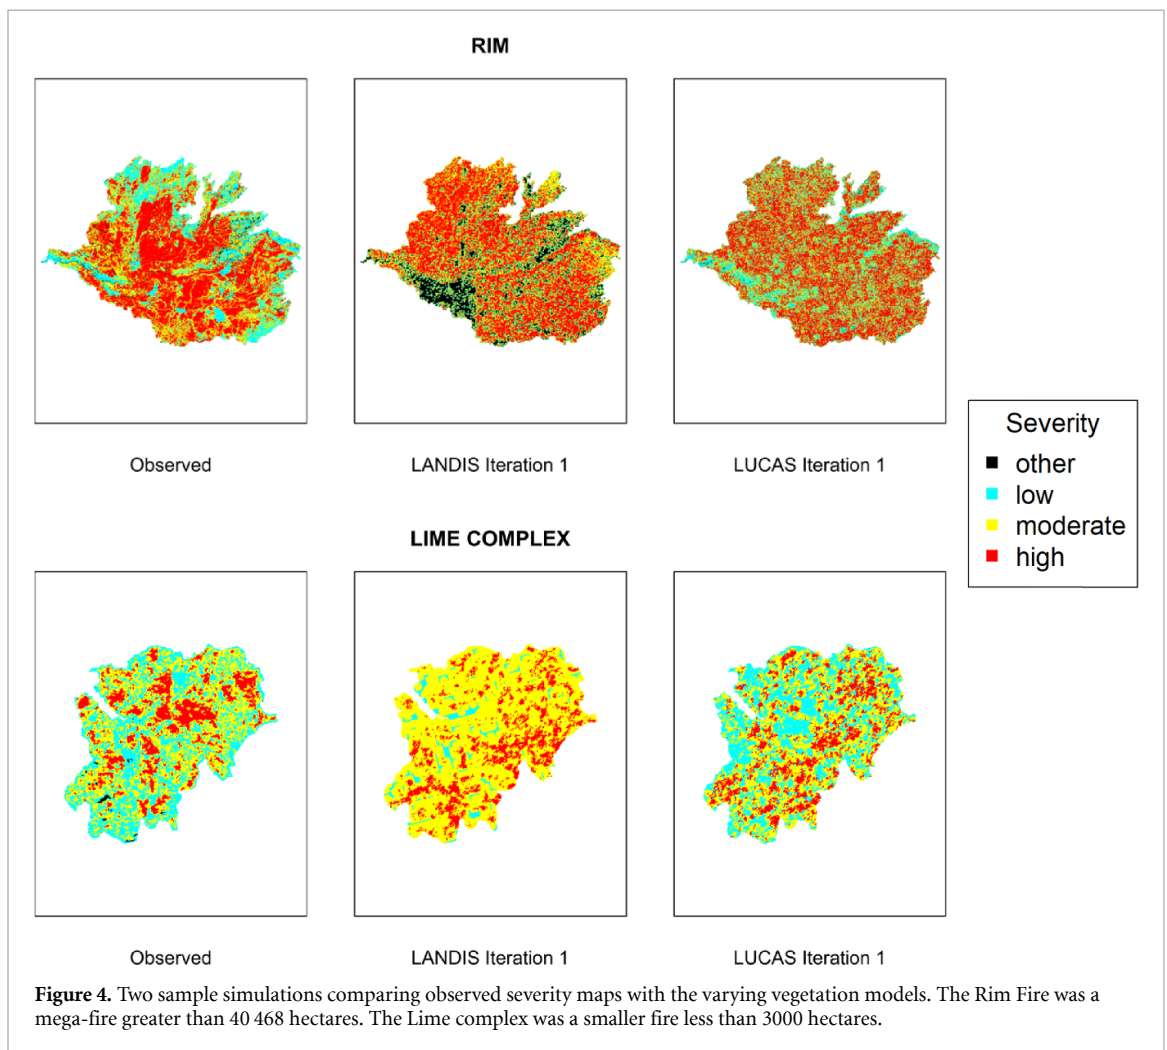 RIM
Observed
LANDIS Iteration 1
LUCAS Iteration 1
Severity
other
low
moderate
high
LIME COMPLEX
Observed
LANDIS Iteration 1
LUCAS Iteration 1
Figure 4. Two sample simulations comparing observed severity maps with the varying vegetation models. The Rim Fire was a
mega-fire greater than 40 468 hectares. The Lime complex was a smaller fire less than 3000 hectares.